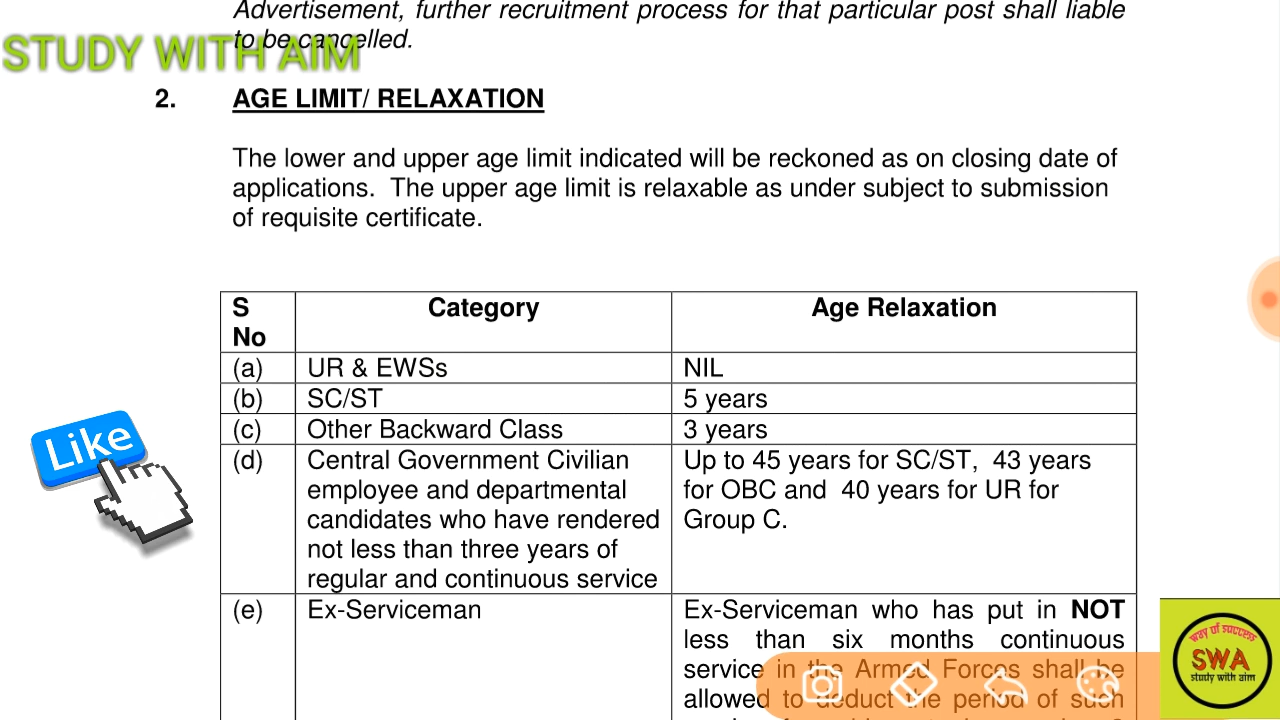 Advertisement, further recruitment process for that particular post shall liable
to be cancelled.
STUDY WITH AIM
2. AGE LIMIT/ RELAXATION
The lower and upper age limit indicated will be reckoned as on closing date of
applications. The upper age limit is relaxable as under subject to submission
of requisite certificate.
S No Category Age Relaxation
(a) UR & EWSs NIL
(b) SC/ST 5 years
(c) Other Backward Class 3 years
(d) Central Government Civilian
employee and departmental
candidates who have rendered
not less than three years of
regular and continuous service
Up to 45 years for SC/ST, 43 years
for OBC and 40 years for UR for
Group C.
(e) Ex-Serviceman
Ex-Serviceman who has put in NOT
less than six months continuous
service in the Armed Forces shall be
allowed to deduct the period of such
Like
way of success
SWA
study with aim